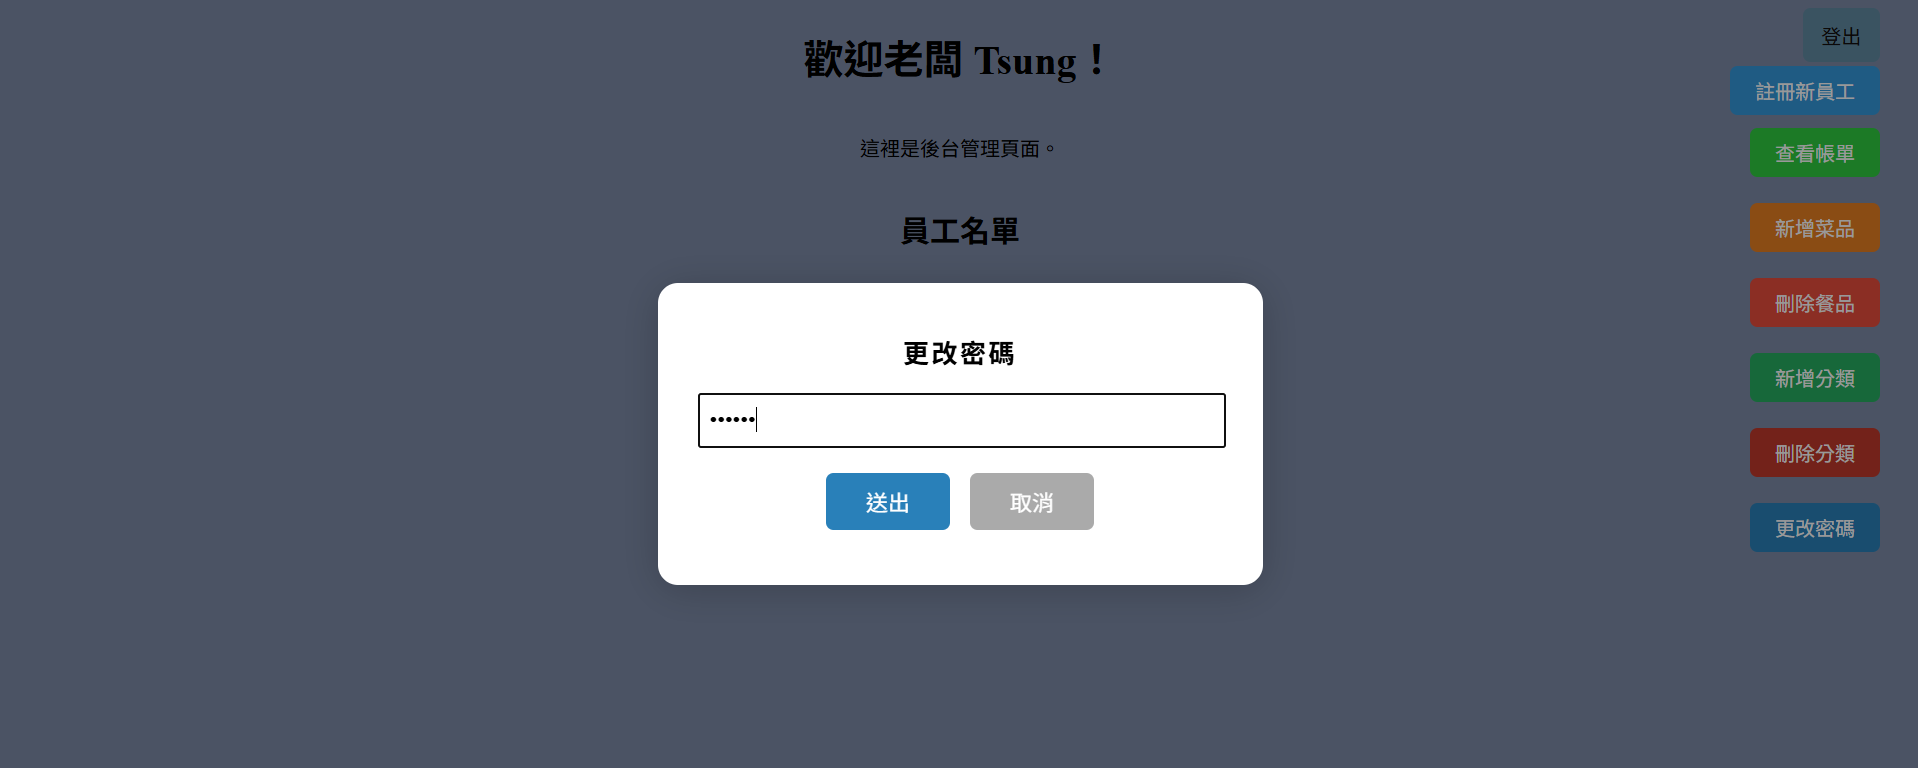 歡迎老闆 Tsung！
這裡是後台管理頁面。
員工名單
更改密碼
••••••
送出
取消
登出
註冊新員工
查看帳單
新增菜品
刪除餐品
新增分類
刪除分類
更改密碼